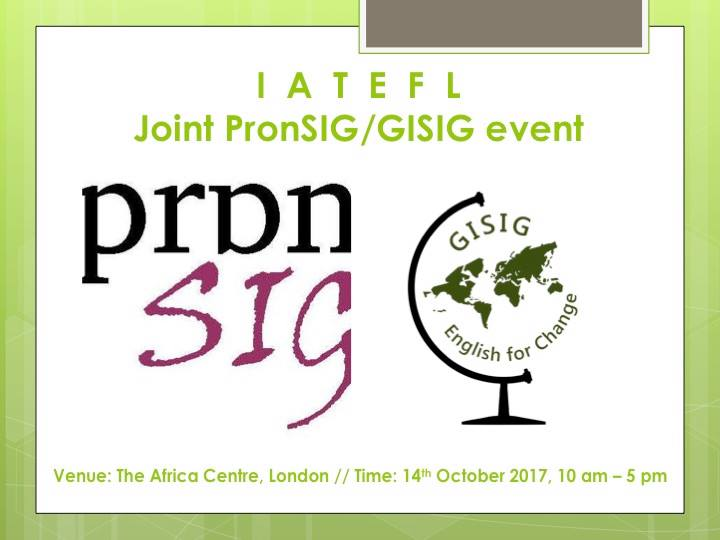 I A T E F L
Joint PronSIG/GISIG event
prɒn
SIG
GISIG
English for Change
Venue: The Africa Centre, London // Time: 14th October 2017, 10 am – 5 pm